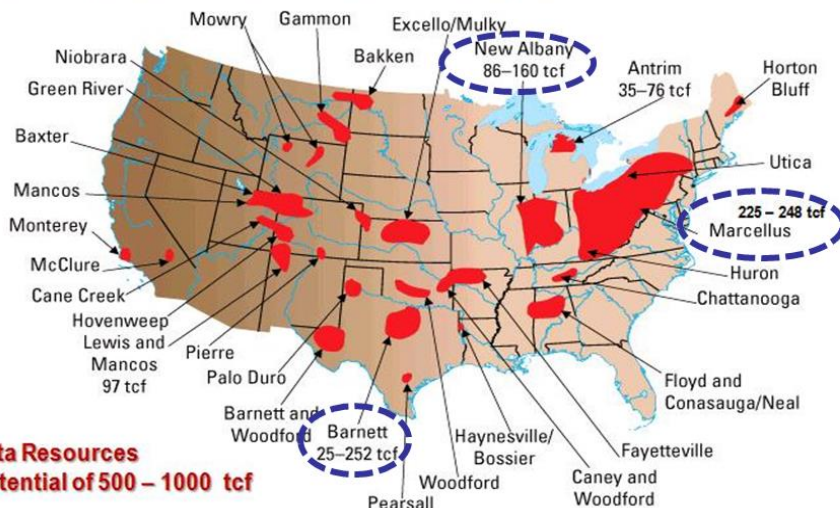 Mowry
Gammon
Excello/Mulky
New Albany
86–160 tcf
Niobrara
Bakken
Antrim
35–76 tcf
Horton
Bluff
Green River
Baxter
Utica
Mancos
225 – 248 tcf
Marcellus
Monterey
McClure
Huron
Cane Creek
Chattanooga
Hovenweep
Lewis and
Mancos
97 tcf
Pierre
Palo Duro
Floyd and
Conasauga/Neal
Barnett and
Woodford
Barnett
25–252 tcf
Haynesville/
Bossier
Fayetteville
Woodford
Caney and
Woodford
Pearsall
ta Resources
tential of 500 – 1000 tcf